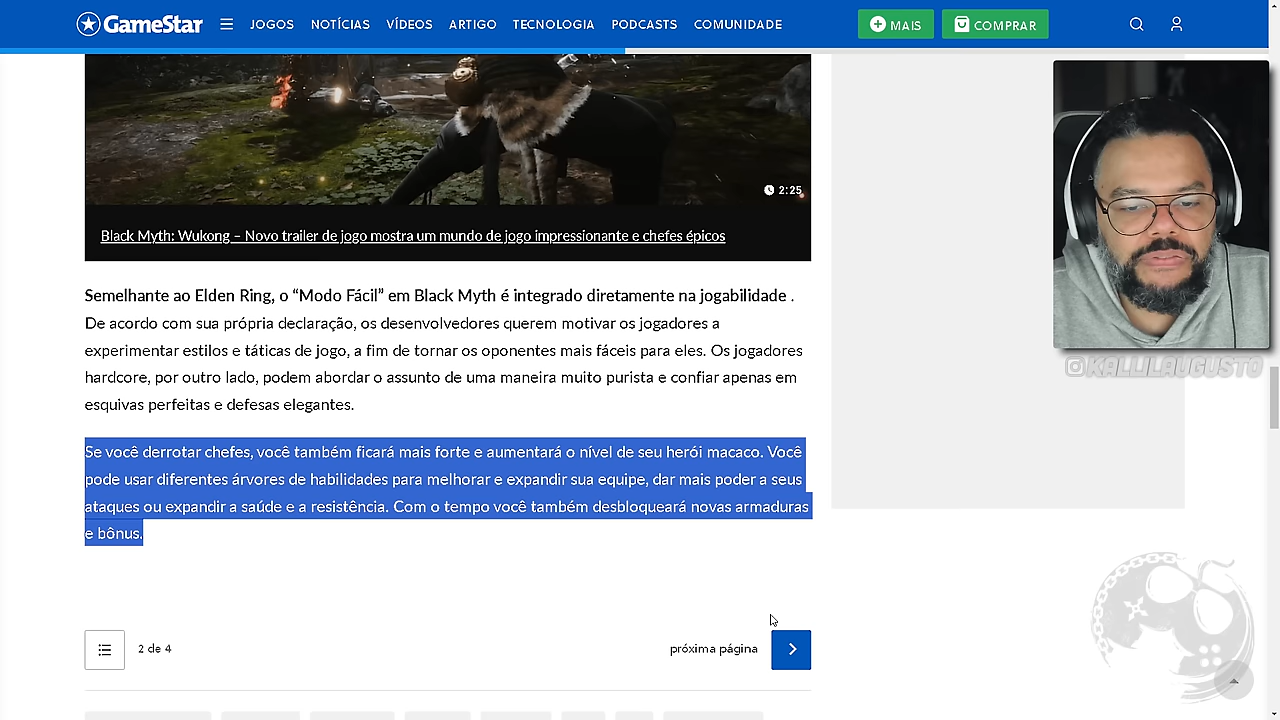 GameStar
JOGOS
NOTÍCIAS
VÍDEOS
ARTIGO
TECNOLOGIA
PODCASTS
COMUNIDADE
MAIS
COMPRAR
2:25
Black Myth: Wukong – Novo trailer de jogo mostra um mundo de jogo impressionante e chefes épicos
@KALLILAUGUSTO
Semelhante ao Elden Ring, o “Modo Fácil” em Black Myth é integrado diretamente na jogabilidade .
De acordo com sua própria declaração, os desenvolvedores querem motivar os jogadores a
experimentar estilos e táticas de jogo, a fim de tornar os oponentes mais fáceis para eles. Os jogadores
hardcore, por outro lado, podem abordar o assunto de uma maneira muito purista e confiar apenas em
esquivas perfeitas e defesas elegantes.
Se você derrotar chefes, você também ficará mais forte e aumentará o nível de seu herói macaco. Você
pode usar diferentes árvores de habilidades para melhorar e expandir sua equipe, dar mais poder a seus
ataques ou expandir a saúde e a resistência. Com o tempo você também desbloqueará novas armaduras
e bônus.
2 de 4
próxima página